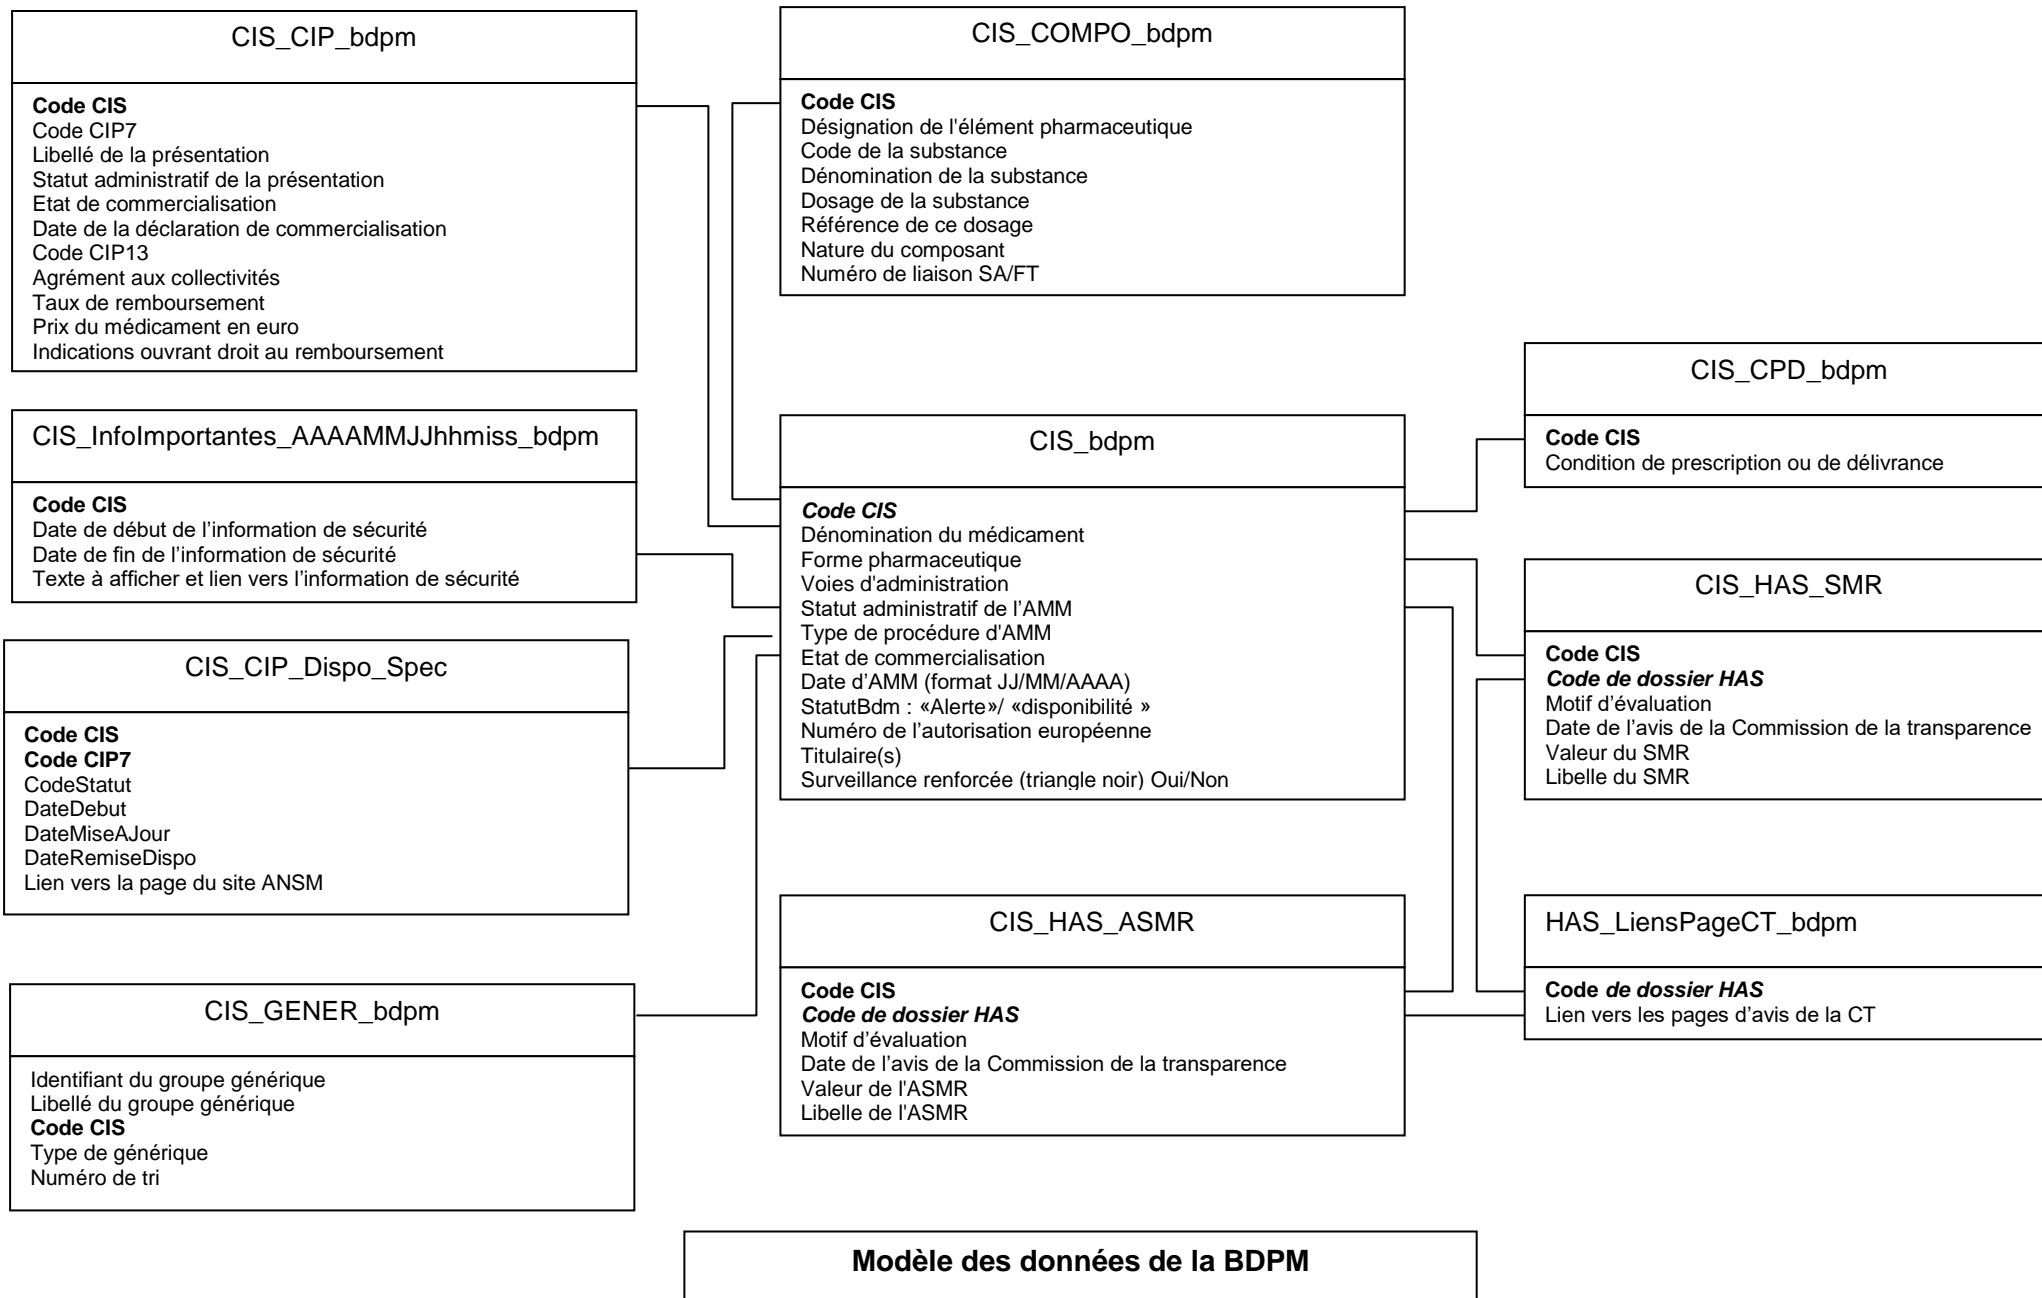 CIS_CIP_bdpm
Code CIS
Code CIP7
Libellé de la présentation
Statut administratif de la présentation
Etat de commercialisation
Date de la déclaration de commercialisation
Code CIP13
Agrément aux collectivités
Taux de remboursement
Prix du médicament en euro
Indications ouvrant droit au remboursement
CIS_COMPO_bdpm
Code CIS
Désignation de l'élément pharmaceutique
Code de la substance
Dénomination de la substance
Dosage de la substance
Référence de ce dosage
Nature du composant
Numéro de liaison SA/FT
CIS_CPD_bdpm
Code CIS
Condition de prescription ou de délivrance
CIS_InfoImportantes_AAAAMMJJhhmiss_bdpm
Code CIS
Date de début de l’information de sécurité
Date de fin de l’information de sécurité
Texte à afficher et lien vers l’information de sécurité
CIS_bdpm
Code CIS
Dénomination du médicament
Forme pharmaceutique
Voies d'administration
Statut administratif de l’AMM
Type de procédure d'AMM
Etat de commercialisation
Date d’AMM (format JJ/MM/AAAA)
StatutBdm : «Alerte»/ «disponibilité »
Numéro de l’autorisation européenne
Titulaire(s)
Surveillance renforcée (triangle noir) Oui/Non
CIS_HAS_SMR
Code CIS
Code de dossier HAS
Motif d’évaluation
Date de l’avis de la Commission de la transparence
Valeur du SMR
Libelle du SMR
CIS_CIP_Dispo_Spec
Code CIS
Code CIP7
CodeStatut
DateDebut
DateMiseAJour
DateRemiseDispo
Lien vers la page du site ANSM
CIS_HAS_ASMR
Code CIS
Code de dossier HAS
Motif d’évaluation
Date de l’avis de la Commission de la transparence
Valeur de l'ASMR
Libelle de l'ASMR
HAS_LiensPageCT_bdpm
Code de dossier HAS
Lien vers les pages d’avis de la CT
CIS_GENER_bdpm
Identifiant du groupe générique
Libellé du groupe générique
Code CIS
Type de générique
Numéro de tri
Modèle des données de la BDPM